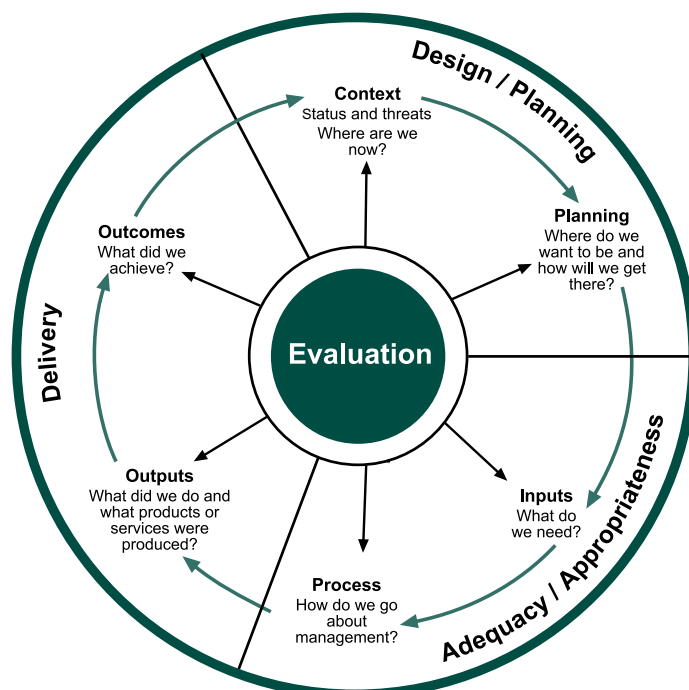 Design / Planning
Context
Status and threats
Where are we
now?
Planning
Where do we
want to be and
how will we get
there?
Adequacy / Appropriateness
Inputs
What do
we need?
Process
How do we go
about
management?
Delivery
Outputs
What did we do and
what products or
services were
produced?
Outcomes
What did we
achieve?
Evaluation